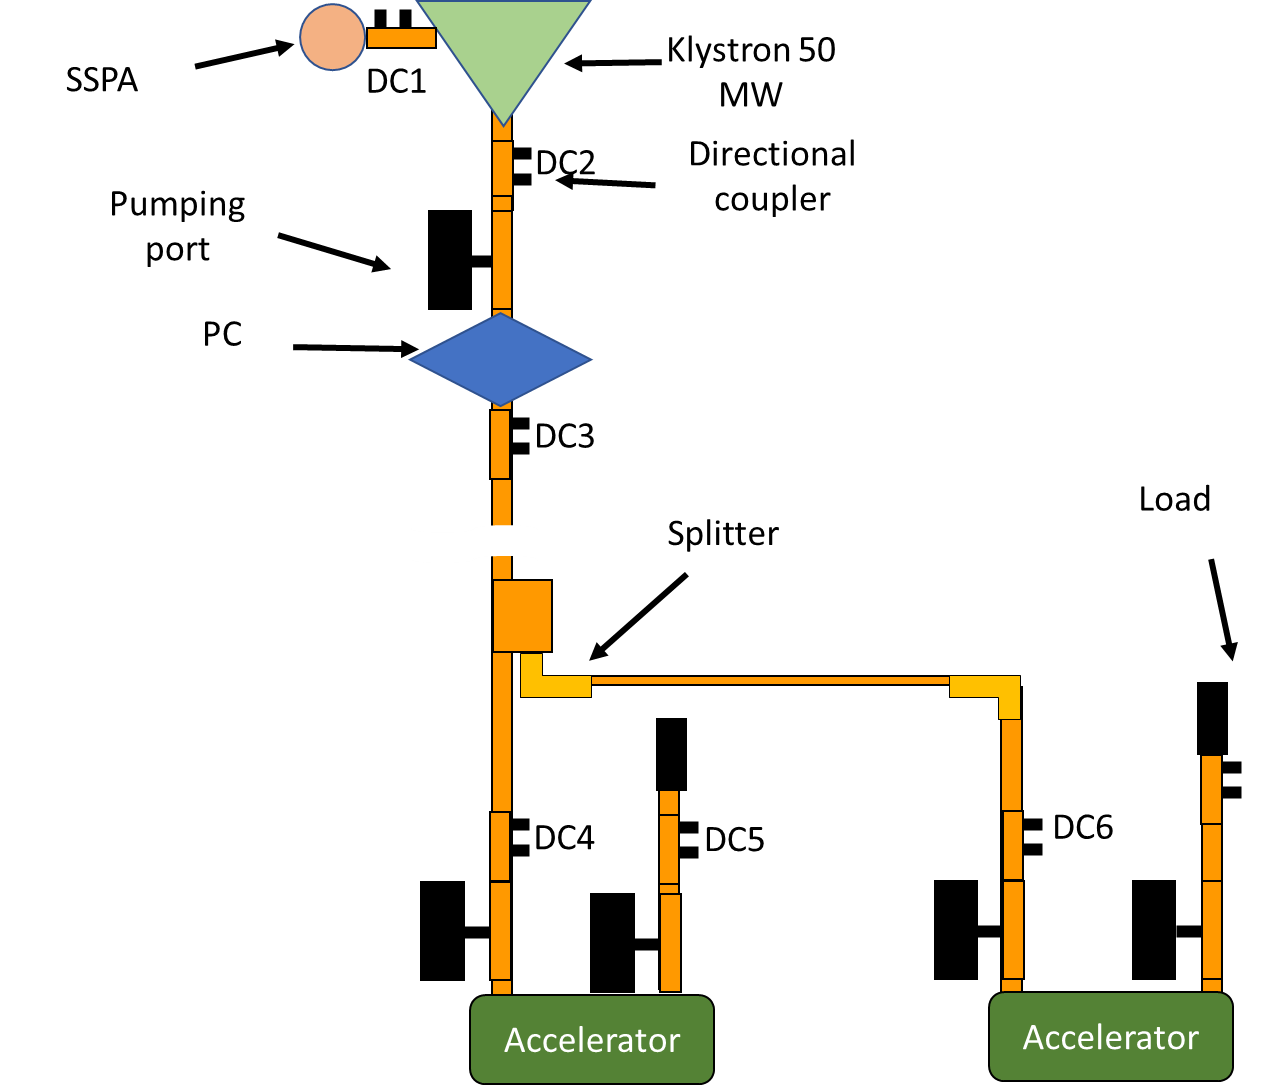 SSPA
DC1
Klystron 50
MW
DC2
Directional
coupler
Pumping
port
PC
DC3
Load
Splitter
DC4
DC5
DC6
Accelerator
Accelerator